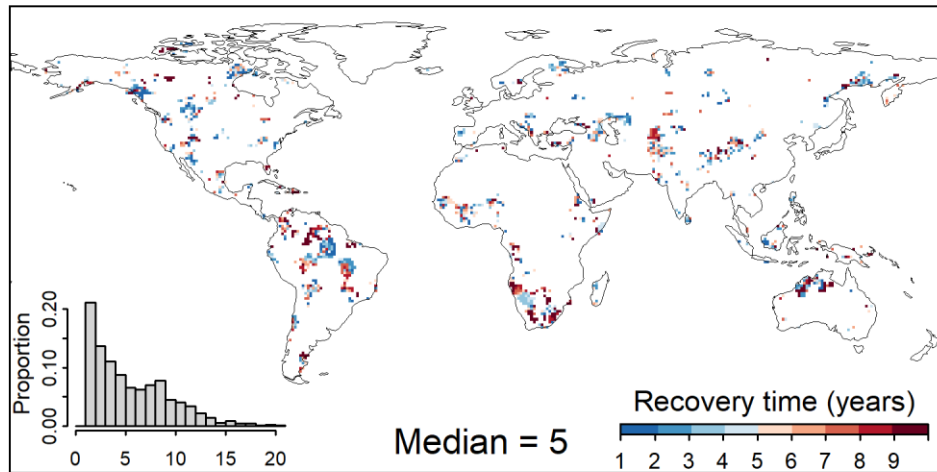 Proportion
0.00 0.10 0.20
0 5 10 15 20
Median = 5
Recovery time (years)
1 2 3 4 5 6 7 8 9